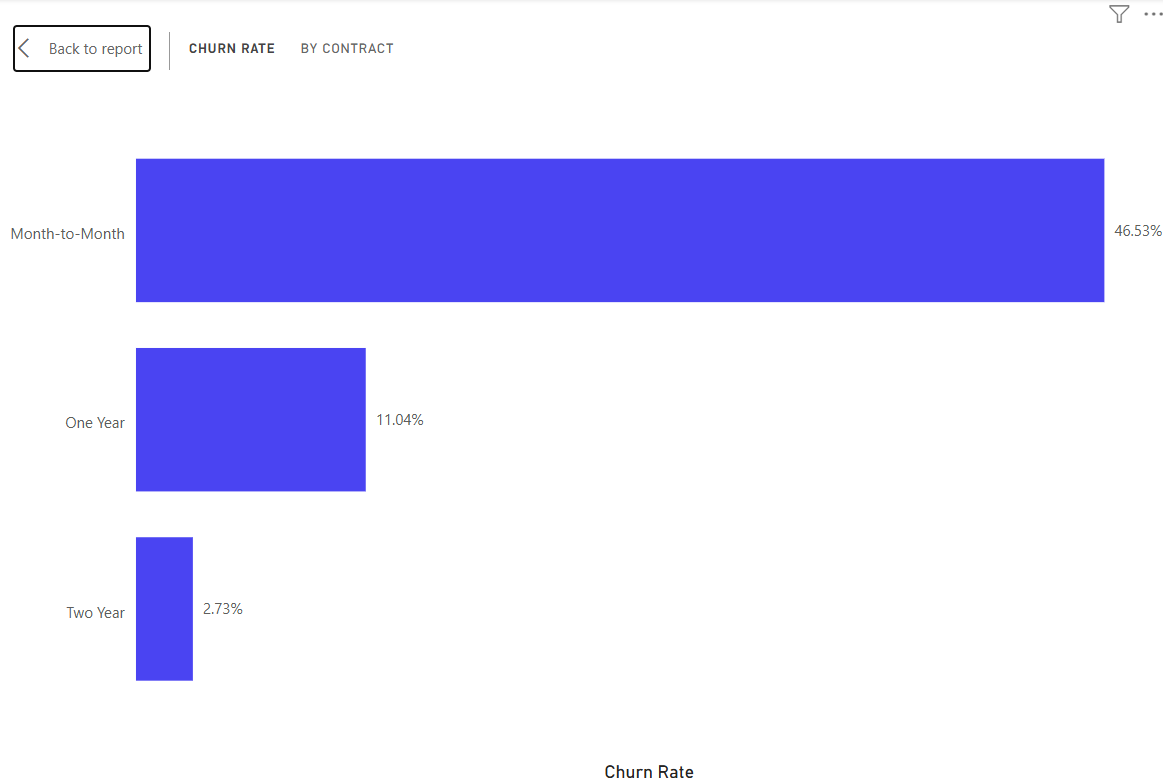 Back to report
CHURN RATE BY CONTRACT
Month-to-Month 46.53%
One Year 11.04%
Two Year 2.73%
Churn Rate